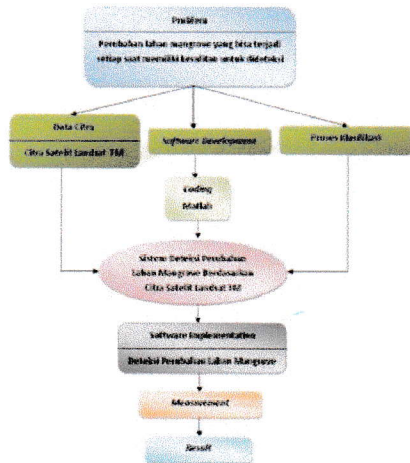 Problem
Perubahan lahan mangrove yang bisa terjadi
setiap saat memiliki kesulitan untuk dideteksi
Data Citra
Citra Satelit Landsat TM
Software Development
Proses Klasifikasi
Coding
Matlab
Sistem Deteksi Perubahan
Lahan Mangrove Berdasarkan
Citra Satelit Landsat TM
Software Implementation
Deteksi Perubahan Lahan Mangrove
Measurement
Result